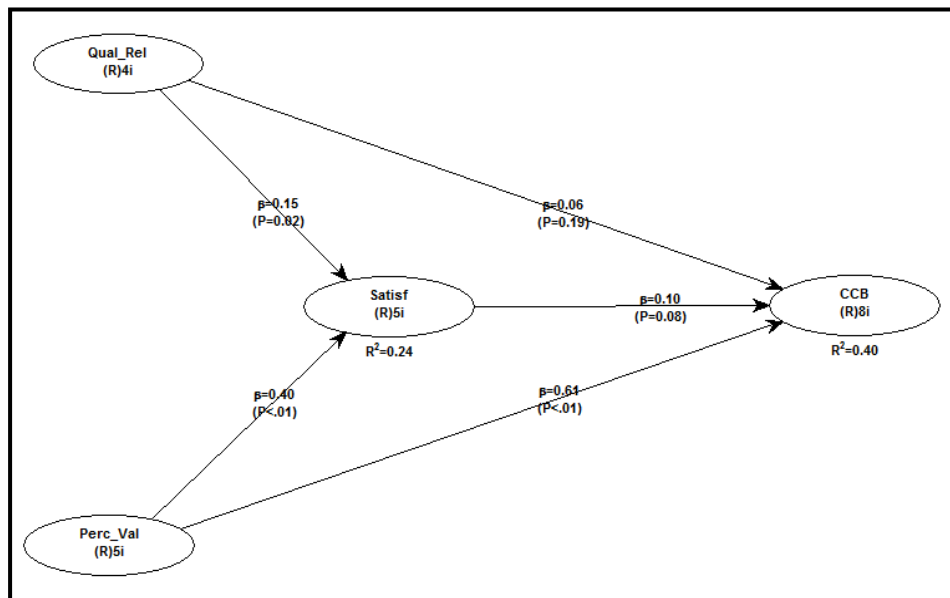 Qual_Rel
(R)4i
β=0.15
(P=0.02)
β=0.06
(P=0.19)
Satisf
(R)5i
R²=0.24
β=0.10
(P=0.08)
CCB
(R)8i
R²=0.40
β=0.40
(P<.01)
β=0.61
(P<.01)
Perc_Val
(R)5i